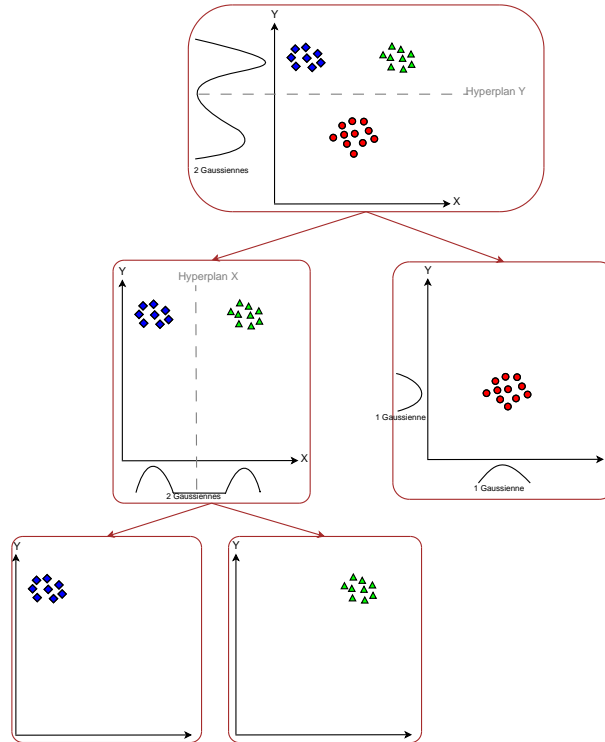 Y
Hyperplan Y
2 Gaussiennes
X
Y
Hyperplan X
X
2 Gaussiennes
Y
1 Gaussienne
1 Gaussienne
Y
Y